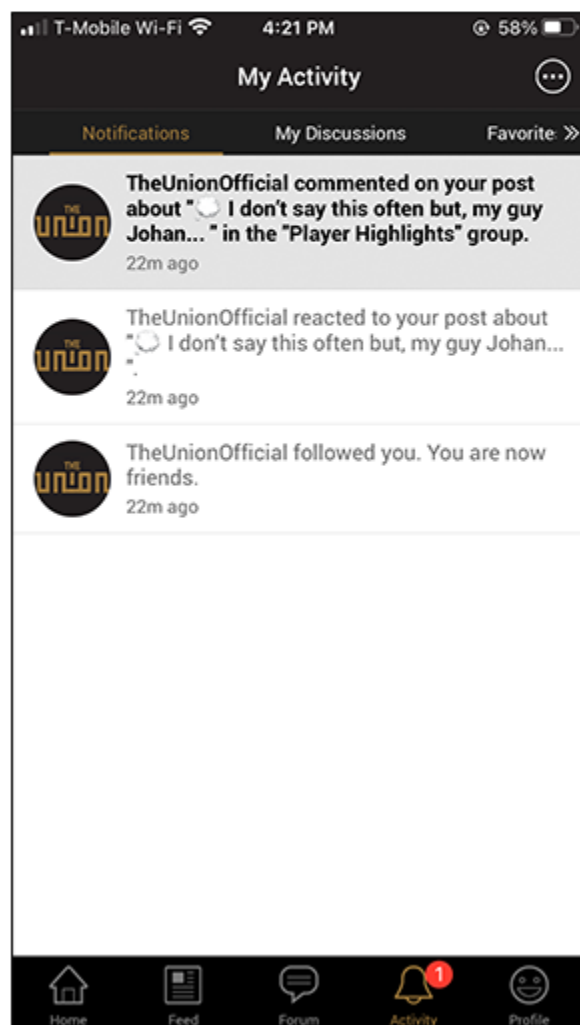 T-Mobile Wi-Fi 4:21 PM 58%
My Activity
Notifications My Discussions Favorite
THE
UNION
TheUnionOfficial commented on your post
about "💭 I don't say this often but, my guy
Johan... " in the "Player Highlights" group.
22m ago
THE
UNION
TheUnionOfficial reacted to your post about
"💭 I don't say this often but, my guy Johan...
".
22m ago
THE
UNION
TheUnionOfficial followed you. You are now
friends.
22m ago
1
Home Feed Forum Activity Profile